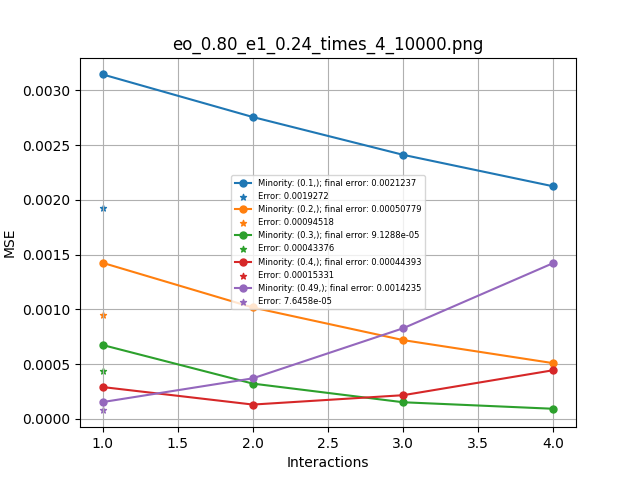 eo_0.80_e1_0.24_times_4_10000.png
0.0030
0.0025
0.0020
0.0015
0.0010
0.0005
0.0000
MSE
Minority: (0.1,); final error: 0.0021237
Error: 0.0019272
Minority: (0.2,); final error: 0.00050779
Error: 0.00094518
Minority: (0.3,); final error: 9.1288e-05
Error: 0.00043376
Minority: (0.4,); final error: 0.00044393
Error: 0.00015331
Minority: (0.49,); final error: 0.0014235
Error: 7.6458e-05
1.0 1.5 2.0 2.5 3.0 3.5 4.0
Interactions